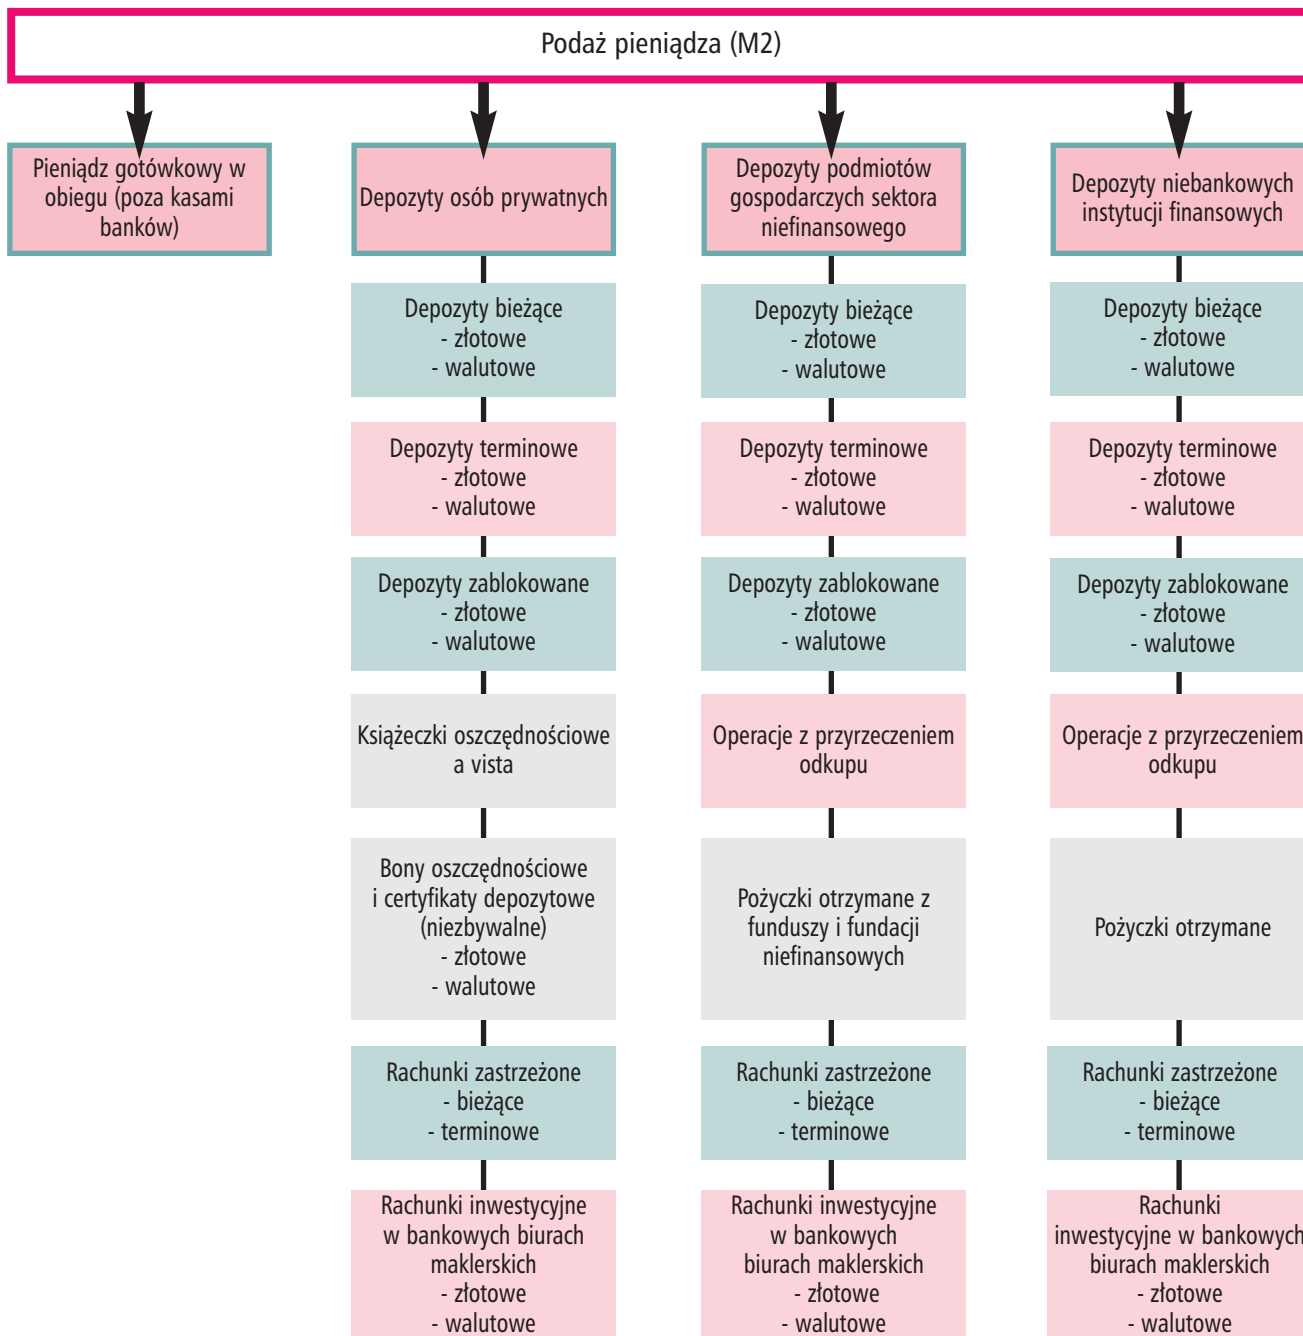 Podaż pieniądza (M2)
Pieniądz gotówkowy w
obiegu (poza kasami
banków)
Depozyty osób prywatnych
Depozyty podmiotów
gospodarczych sektora
niefinansowego
Depozyty niebankowych
instytucji finansowych
Depozyty bieżące
- złotowe
- walutowe
Depozyty bieżące
- złotowe
- walutowe
Depozyty bieżące
- złotowe
- walutowe
Depozyty terminowe
- złotowe
- walutowe
Depozyty terminowe
- złotowe
- walutowe
Depozyty terminowe
- złotowe
- walutowe
Depozyty zablokowane
- złotowe
- walutowe
Depozyty zablokowane
- złotowe
- walutowe
Depozyty zablokowane
- złotowe
- walutowe
Książeczki oszczędnościowe
a vista
Operacje z przyrzeczeniem
odkupu
Operacje z przyrzeczeniem
odkupu
Bony oszczędnościowe
i certyfikaty depozytowe
(niezbywalne)
- złotowe
- walutowe
Pożyczki otrzymane z
funduszy i fundacji
niefinansowych
Pożyczki otrzymane
Rachunki zastrzeżone
- bieżące
- terminowe
Rachunki zastrzeżone
- bieżące
- terminowe
Rachunki zastrzeżone
- bieżące
- terminowe
Rachunki inwestycyjne
w bankowych biurach
maklerskich
- złotowe
- walutowe
Rachunki inwestycyjne
w bankowych
biurach maklerskich
- złotowe
- walutowe
Rachunki
inwestycyjne w bankowych
biurach maklerskich
- złotowe
- walutowe